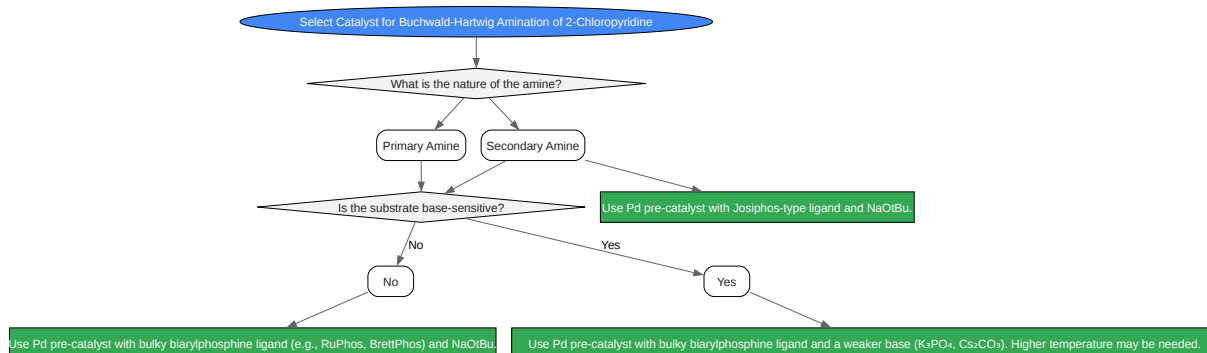 Select Catalyst for Buchwald-Hartwig Amination of 2-Chloropyridine
What is the nature of the amine?
Primary Amine
Secondary Amine
Is the substrate base-sensitive?
Use Pd pre-catalyst with Josiphos-type ligand and NaOtBu.
No
Yes
No
Yes
Use Pd pre-catalyst with bulky biarylphosphine ligand (e.g., RuPhos, BrettPhos) and NaOtBu.
Use Pd pre-catalyst with bulky biarylphosphine ligand and a weaker base (K₃PO₄, Cs₂CO₃). Higher temperature may be needed.